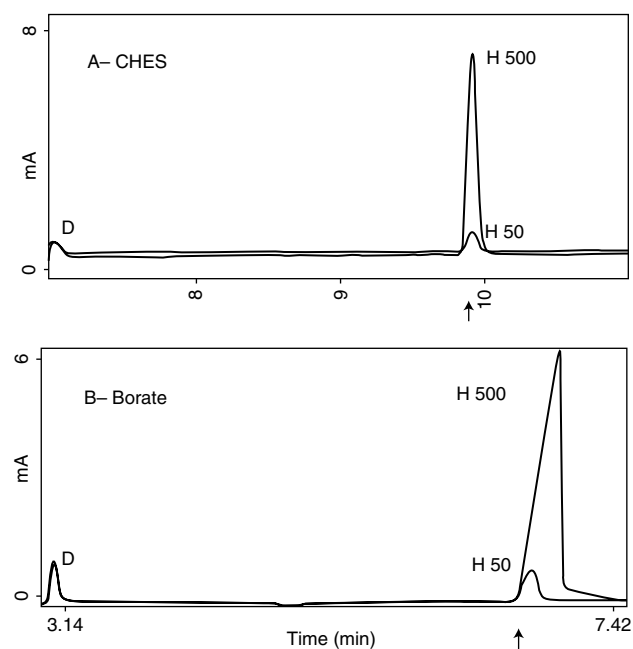 8
A– CHES
H 500
mA
D
H 50
0
8
9
10
6
B– Borate
H 500
mA
D
H 50
0
3.14
Time (min)
7.42